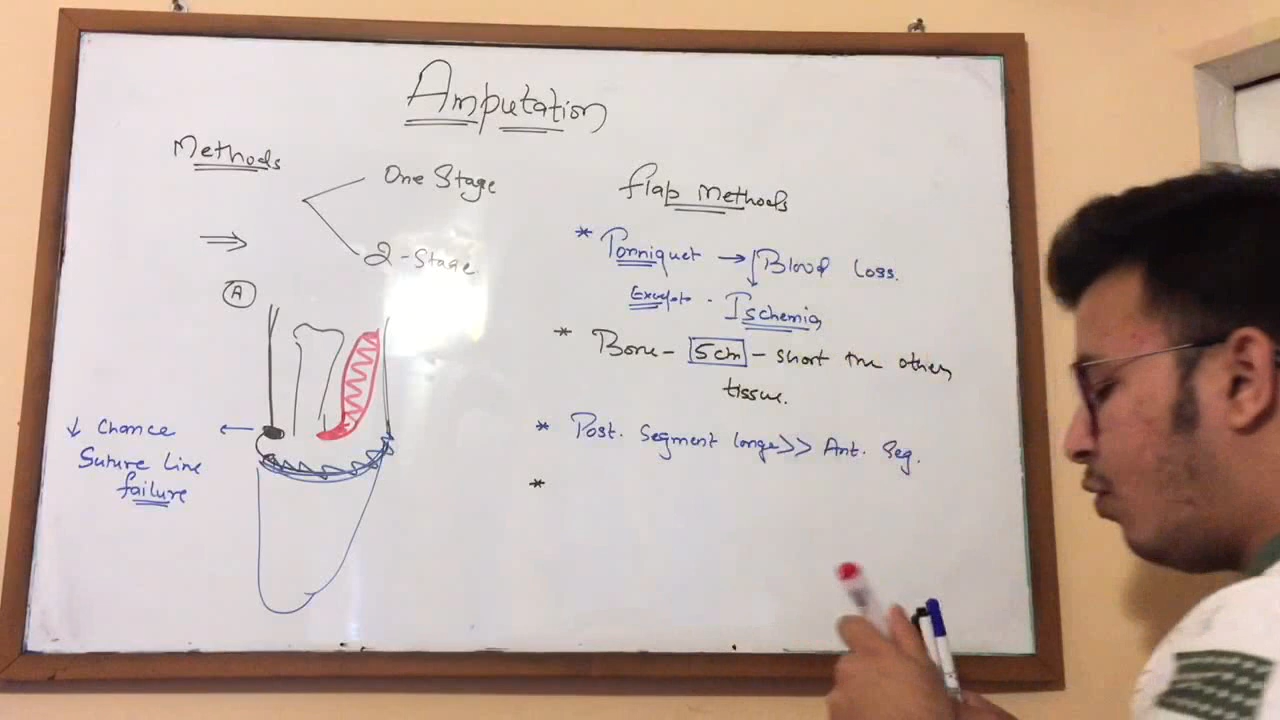 Amputation
Methods
One Stage
2-Stage
⇒
A
↓ Chance
Suture Line
failure
flap Methods
* Torniquet → ↓ Blood Loss.
Except - Ischemia
* Bone - 5cm - short the other
tissue.
* Post. Segment longer >> Ant. Seg.
*